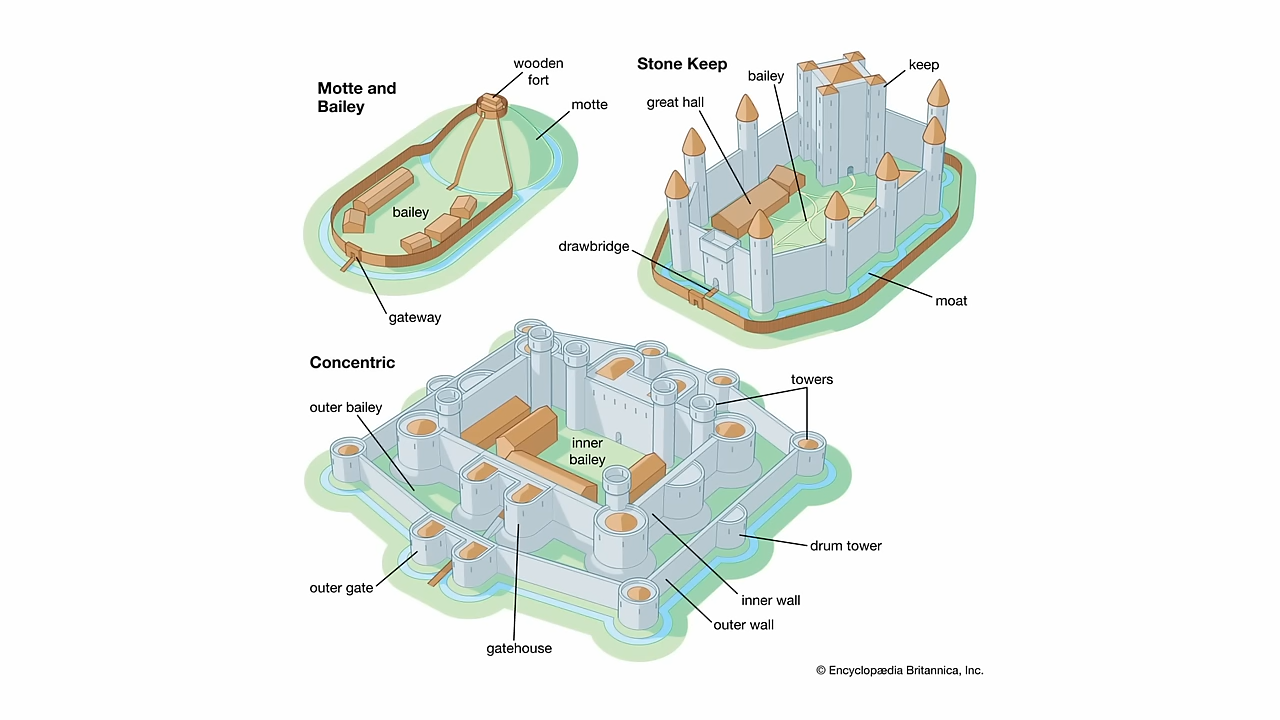 Motte and
Bailey
wooden
fort
motte
bailey
gateway
Stone Keep
bailey
keep
great hall
drawbridge
moat
Concentric
outer bailey
towers
inner
bailey
drum tower
outer gate
inner wall
outer wall
gatehouse
© Encyclopædia Britannica, Inc.